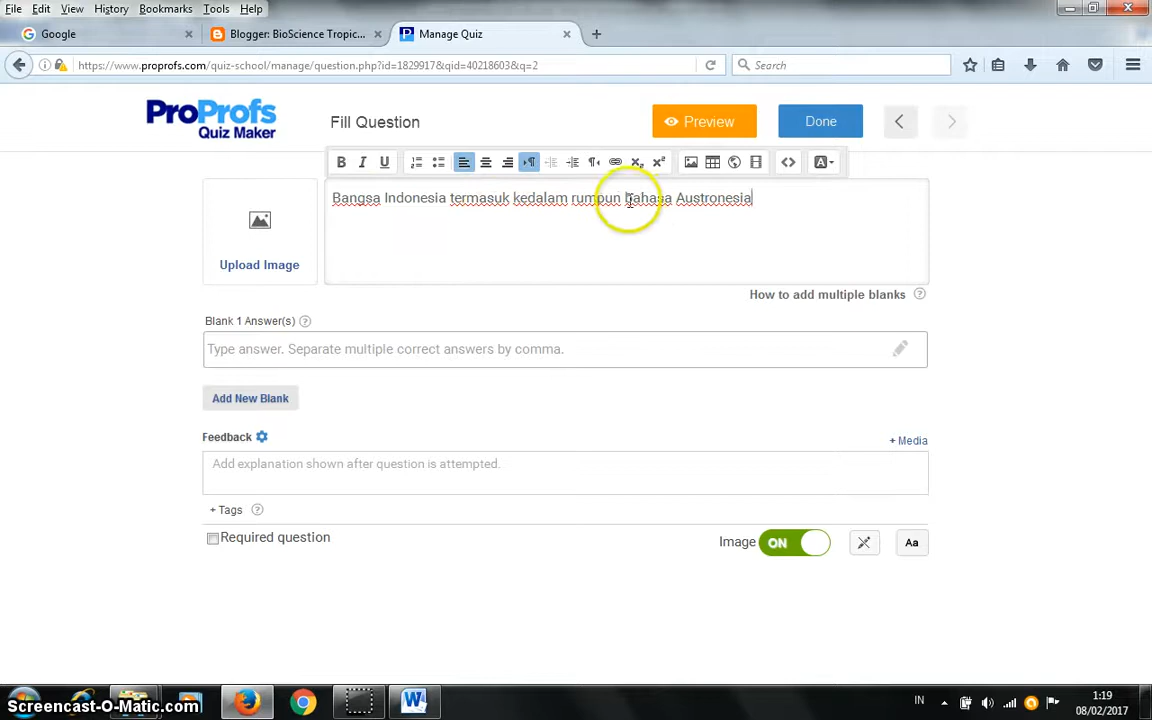 File Edit View History Bookmarks Tools Help
Google Blogger: BioScience Tropic... Manage Quiz
https://www.proprofs.com/quiz-school/manage/question.php?id=1829917&qid=40218603&q=2 Search
ProProfs
Quiz Maker
Fill Question Preview Done
B I U A
Bangsa Indonesia termasuk kedalam rumpun bahasa Austronesia
Upload Image
How to add multiple blanks ?
Blank 1 Answer(s) ?
Type answer. Separate multiple correct answers by comma.
Add New Blank
Feedback
+ Media
Add explanation shown after question is attempted.
+ Tags ?
Required question Image ON Aa
IN 1:19
08/02/2017
Screencast-O-Matic.com